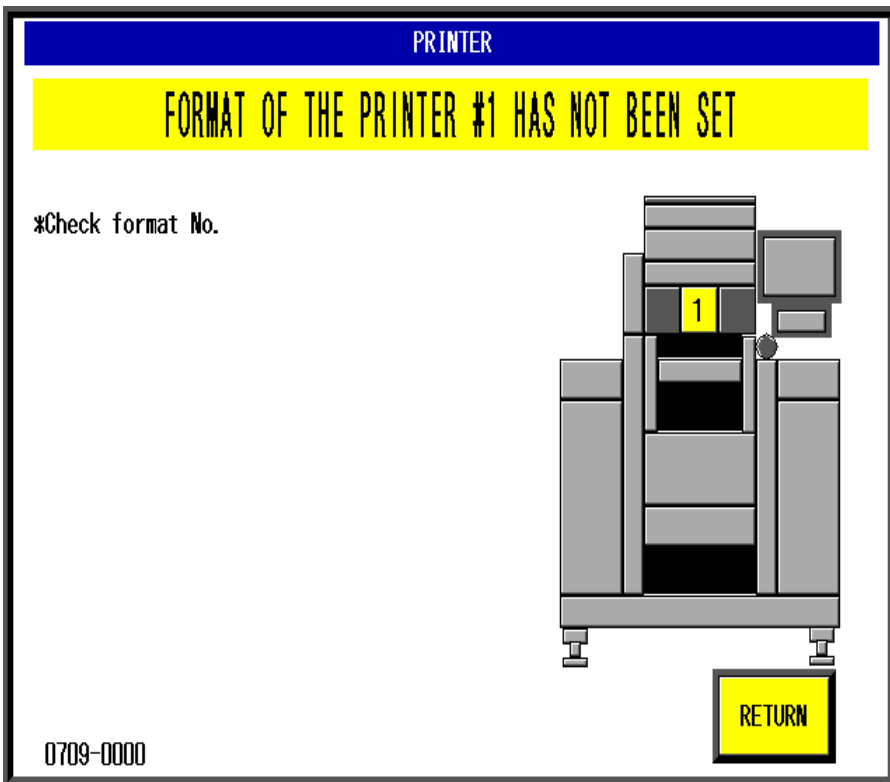 PRINTER
FORMAT OF THE PRINTER #1 HAS NOT BEEN SET
*Check format No.
1
RETURN
0709-0000